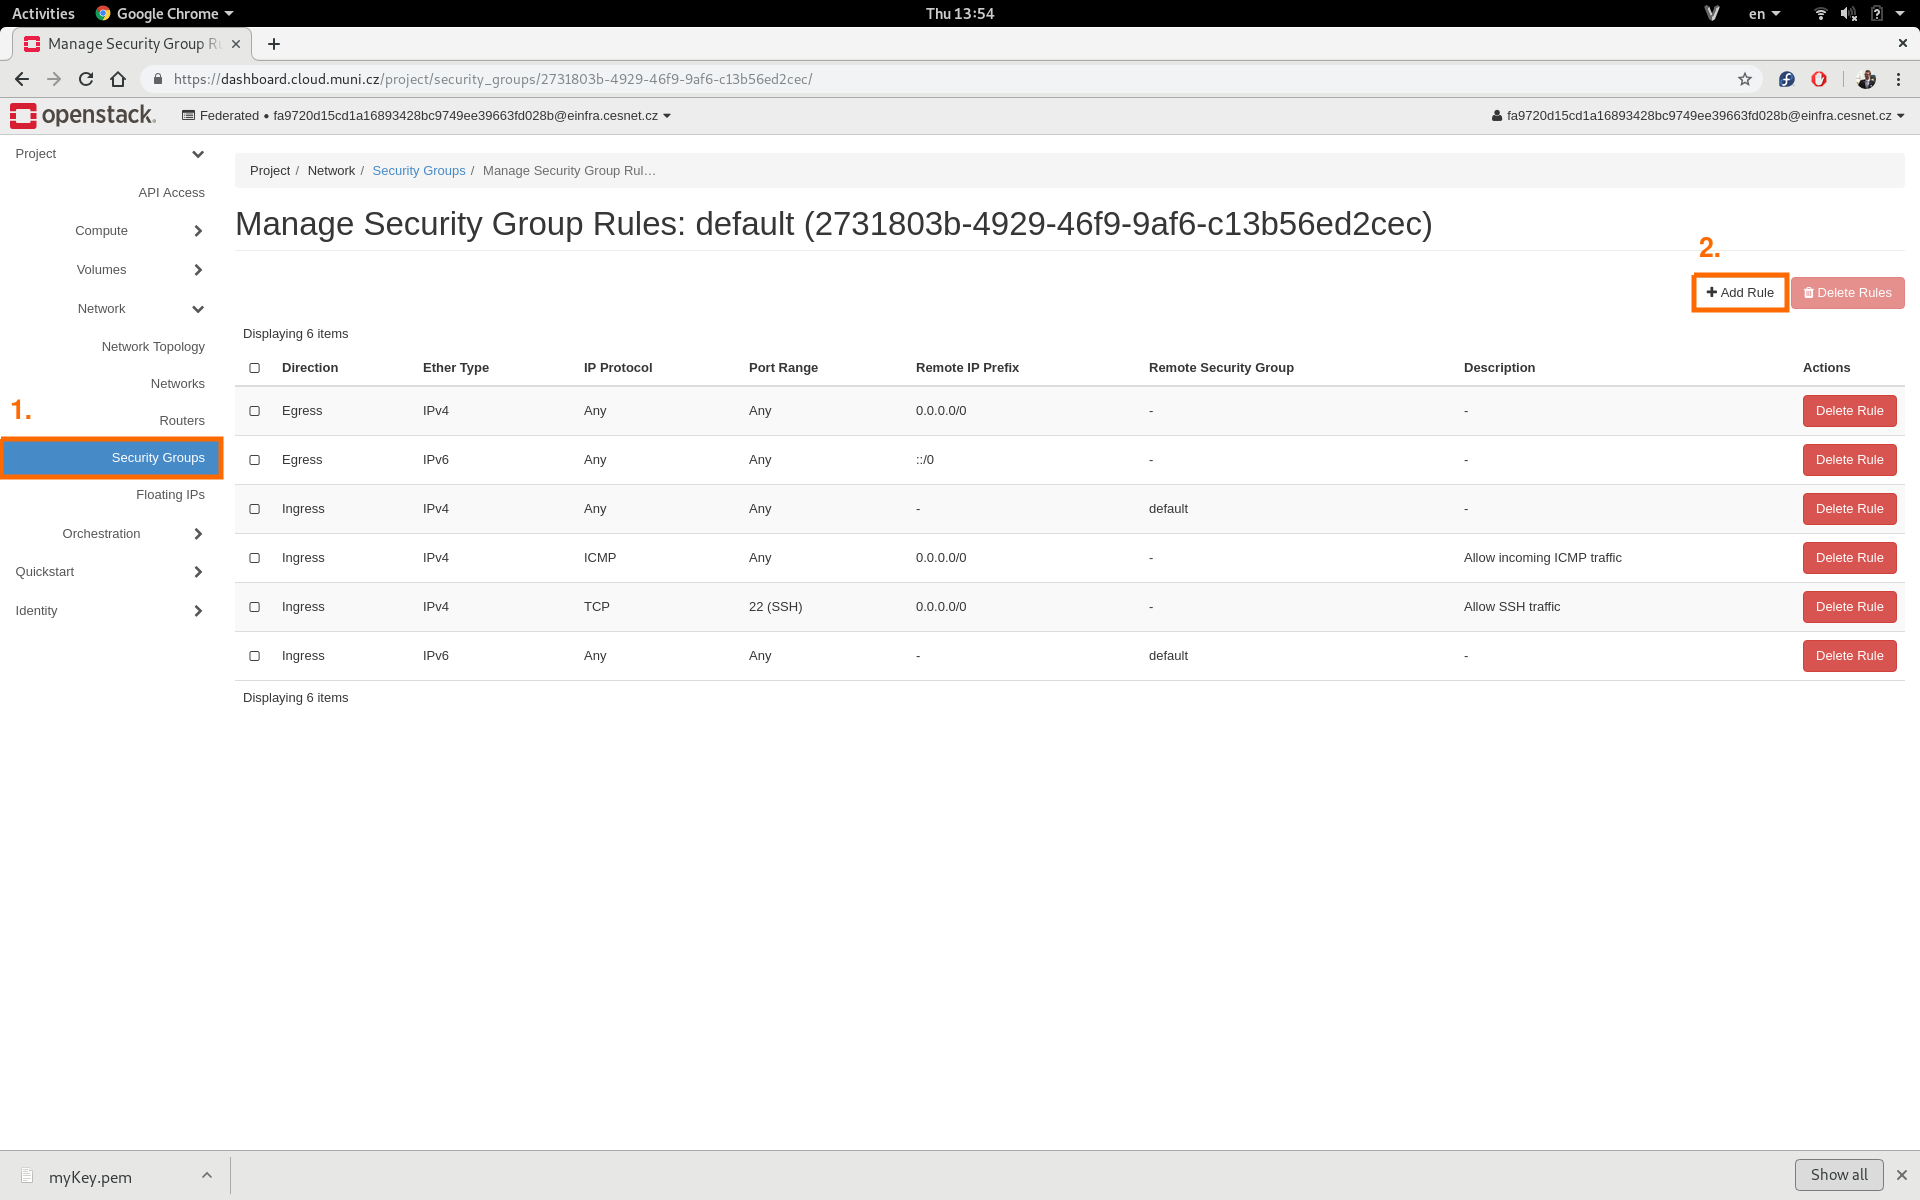 Activities Google Chrome Thu 13:54 en
Manage Security Group Ru
https://dashboard.cloud.muni.cz/project/security_groups/2731803b-4929-46f9-9af6-c13b56ed2cec/
openstack. Federated • fa9720d15cd1a16893428bc9749ee39663fd028b@einfra.cesnet.cz fa9720d15cd1a16893428bc9749ee39663fd028b@einfra.cesnet.cz
Project
API Access
Compute
Volumes
Network
Network Topology
Networks
1.
Routers
Security Groups
Floating IPs
Orchestration
Quickstart
Identity
Project / Network / Security Groups / Manage Security Group Rul…
Manage Security Group Rules: default (2731803b-4929-46f9-9af6-c13b56ed2cec)
2.
Add Rule Delete Rules
Displaying 6 items
Direction Ether Type IP Protocol Port Range Remote IP Prefix Remote Security Group Description Actions
Egress IPv4 Any Any 0.0.0.0/0 - - Delete Rule
Egress IPv6 Any Any ::/0 - - Delete Rule
Ingress IPv4 Any Any - default - Delete Rule
Ingress IPv4 ICMP Any 0.0.0.0/0 - Allow incoming ICMP traffic Delete Rule
Ingress IPv4 TCP 22 (SSH) 0.0.0.0/0 - Allow SSH traffic Delete Rule
Ingress IPv6 Any Any - default - Delete Rule
Displaying 6 items
myKey.pem Show all